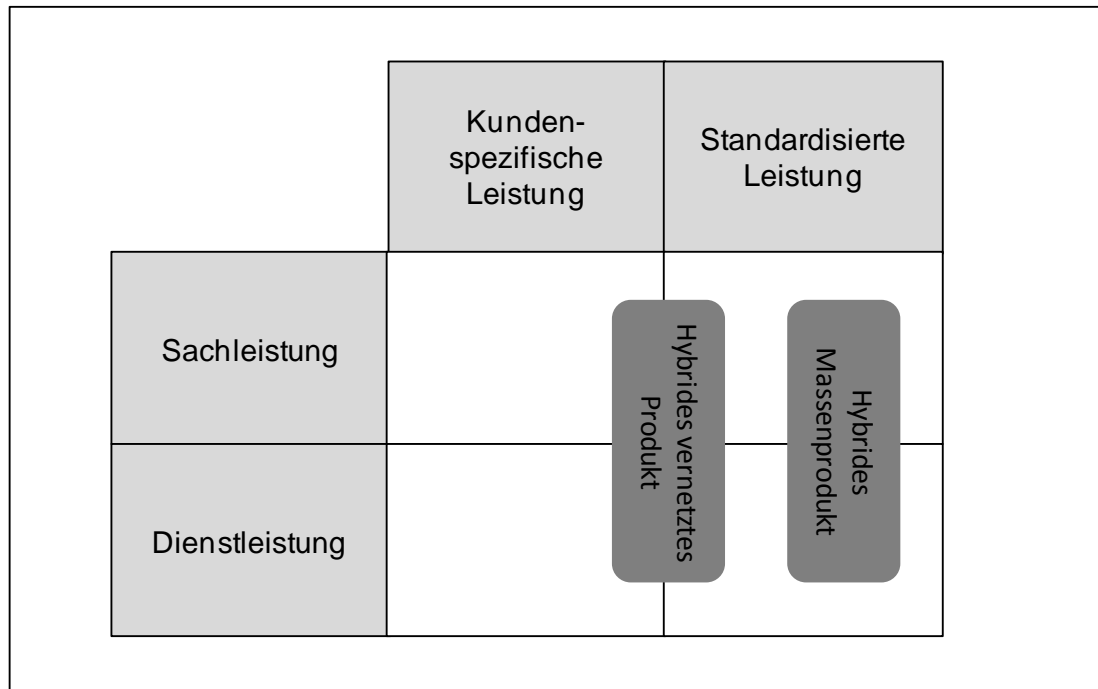 Kunden-
spezifische
Leistung
Standardisierte
Leistung
Sachleistung
Hybrides vernetztes
Produkt
Hybrides
Massenprodukt
Dienstleistung